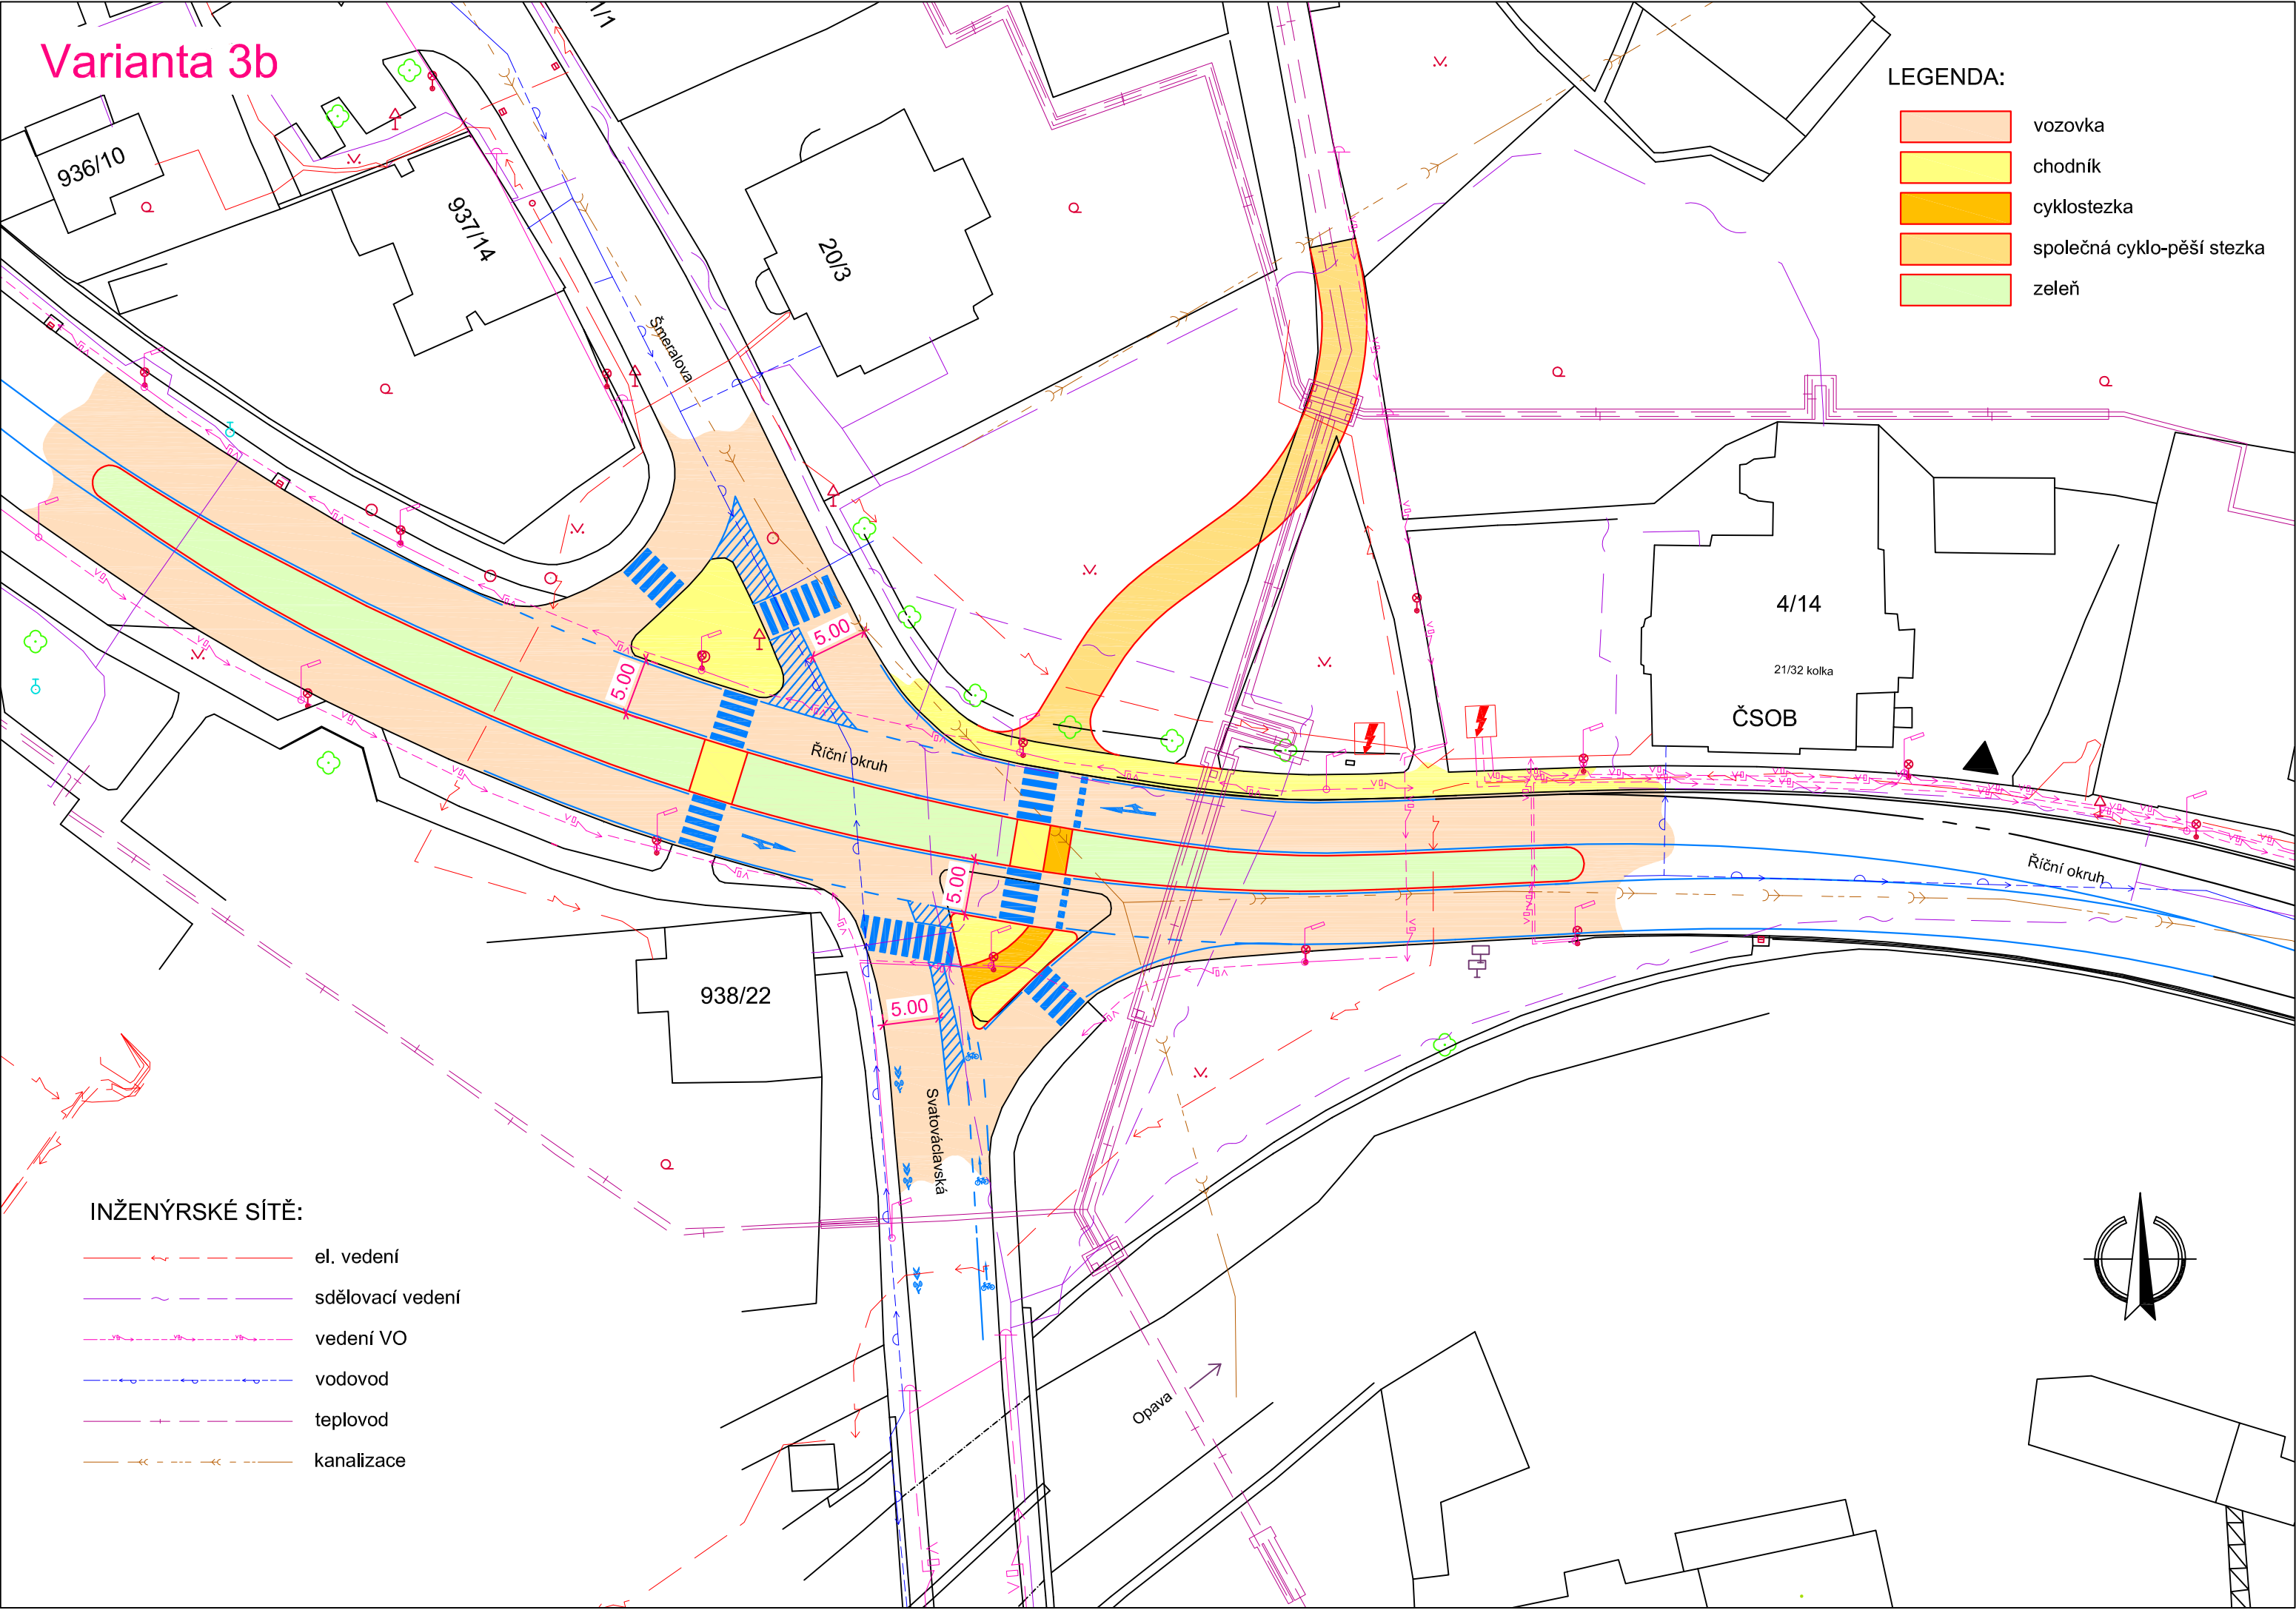 Varianta 3b
1/1
LEGENDA:
vozovka
chodník
cyklostezka
společná cyklo-pěší stezka
zeleň
936/10
937/14
20/3
Šmeralova
4/14
21/32 kolka
ČSOB
5.00
5.00
Říční okruh
Říční okruh
5.00
5.00
938/22
Svatováclavská
Opava
INŽENÝRSKÉ SÍTĚ:
el. vedení
sdělovací vedení
vedení VO
vodovod
teplovod
kanalizace